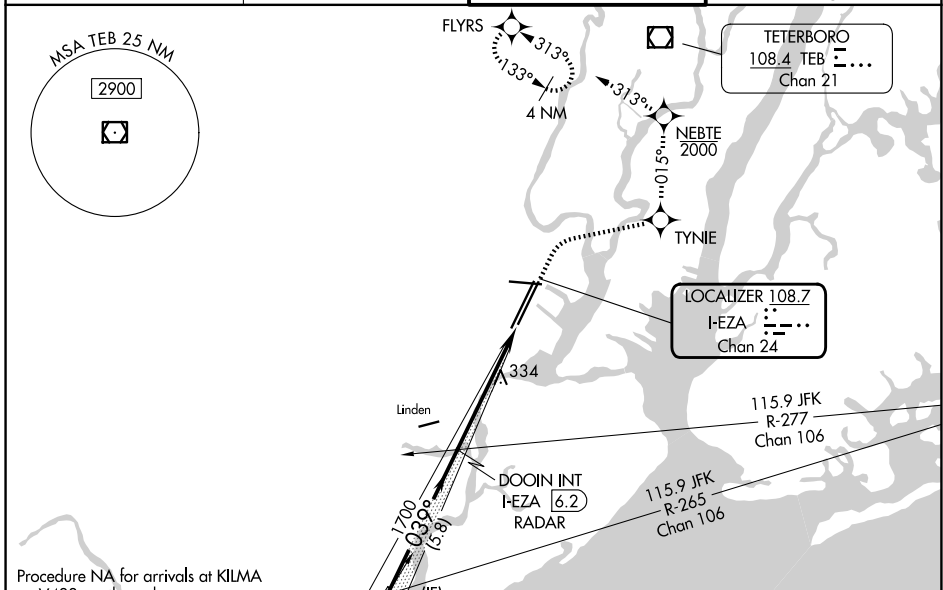 MSA TEB 25 NM
2900
FLYRS
313°
133°
4 NM
313°
TETERBORO
108.4 TEB
Chan 21
NEBTE
2000
015°
TYNIE
LOCALIZER 108.7
I-EZA
Chan 24
334
Linden
115.9 JFK
R-277
Chan 106
DOOIN INT
I-EZA 6.2
RADAR
115.9 JFK
R-265
Chan 106
1700
039°
(5.8)
Procedure NA for arrivals at KILMA
(IF)